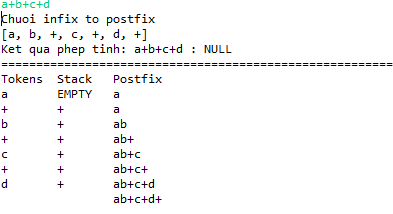 a+b+c+d
Chuoi infix to postfix
[a, b, +, c, +, d, +]
Ket qua phep tinh: a+b+c+d : NULL
========================================================
Tokens Stack Postfix
a EMPTY a
+ + a
b + ab
+ + ab+
c + ab+c
+ + ab+c+
d + ab+c+d
ab+c+d+